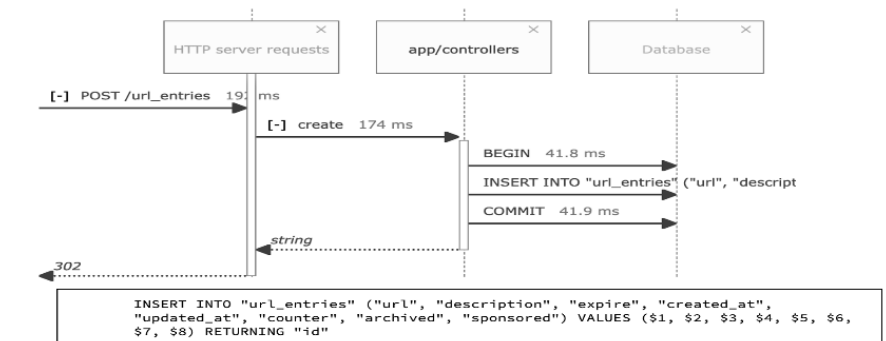 HTTP server requests
app/controllers
Database
[-] POST /url_entries ms
[-] create 174 ms
BEGIN 41.8 ms
INSERT INTO "url_entries" ("url", "descript
COMMIT 41.9 ms
string
302
INSERT INTO "url_entries" ("url", "description", "expire", "created_at",
"updated_at", "counter", "archived", "sponsored") VALUES ($1, $2, $3, $4, $5, $6,
$7, $8) RETURNING "id"